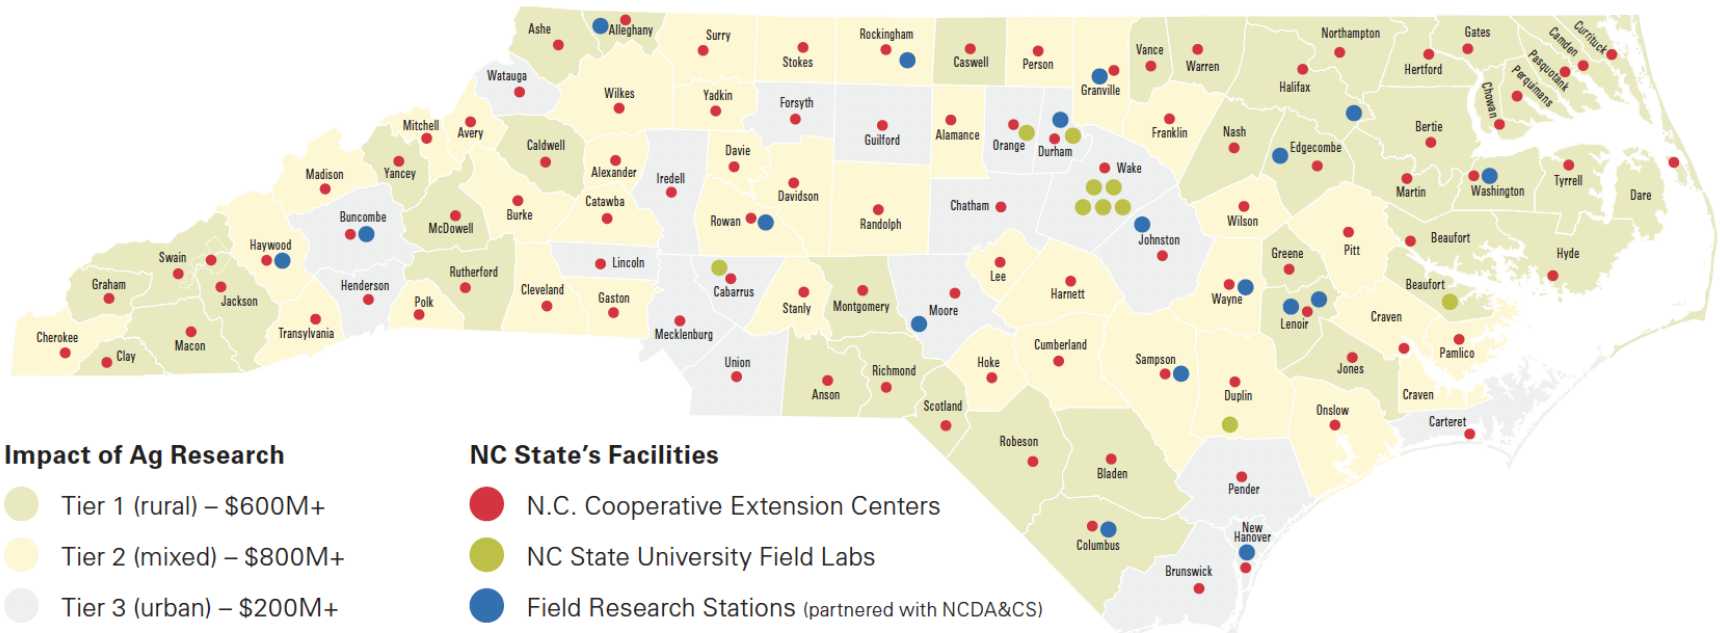 Ashe
Alleghany
Surry
Stokes
Rockingham
Caswell
Person
Granville
Vance
Warren
Northampton
Halifax
Hertford
Gates
Camden
Currituck
Pasquotank
Perquimans
Chowan
Watauga
Wilkes
Yadkin
Forsyth
Guilford
Alamance
Orange
Durham
Franklin
Nash
Edgecombe
Bertie
Mitchell
Avery
Caldwell
Alexander
Davie
Iredell
Davidson
Madison
Yancey
Wake
Martin
Washington
Tyrrell
Dare
Buncombe
McDowell
Burke
Catawba
Rowan
Randolph
Chatham
Johnston
Wilson
Pitt
Beaufort
Hyde
Swain
Haywood
Graham
Jackson
Henderson
Rutherford
Lincoln
Cabarrus
Lee
Greene
Beaufort
Cherokee
Clay
Macon
Transylvania
Polk
Cleveland
Gaston
Mecklenburg
Stanly
Montgomery
Moore
Harnett
Wayne
Lenoir
Craven
Pamlico
Union
Anson
Richmond
Hoke
Cumberland
Sampson
Duplin
Jones
Craven
Scotland
Onslow
Carteret
Robeson
Bladen
Pender
Columbus
New
Hanover
Brunswick
Impact of Ag Research
Tier 1 (rural) – $600M+
Tier 2 (mixed) – $800M+
Tier 3 (urban) – $200M+
NC State's Facilities
N.C. Cooperative Extension Centers
NC State University Field Labs
Field Research Stations (partnered with NCDA&CS)